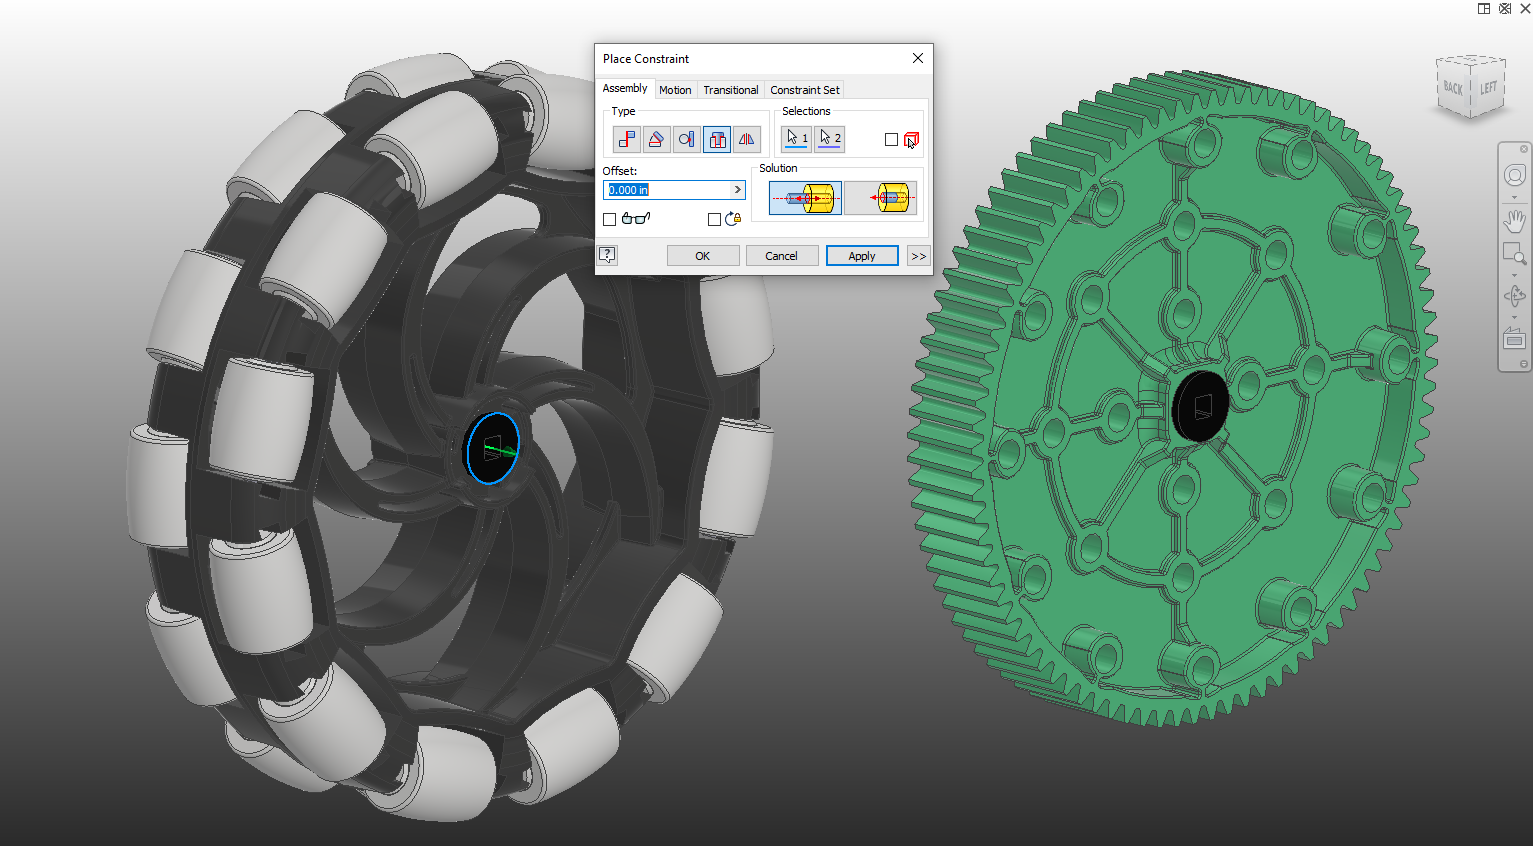 Place Constraint
Assembly Motion Transitional Constraint Set
Type
Selections
1 2
Offset:
0.000 in >
Solution
? OK Cancel Apply >>
BACK LEFT